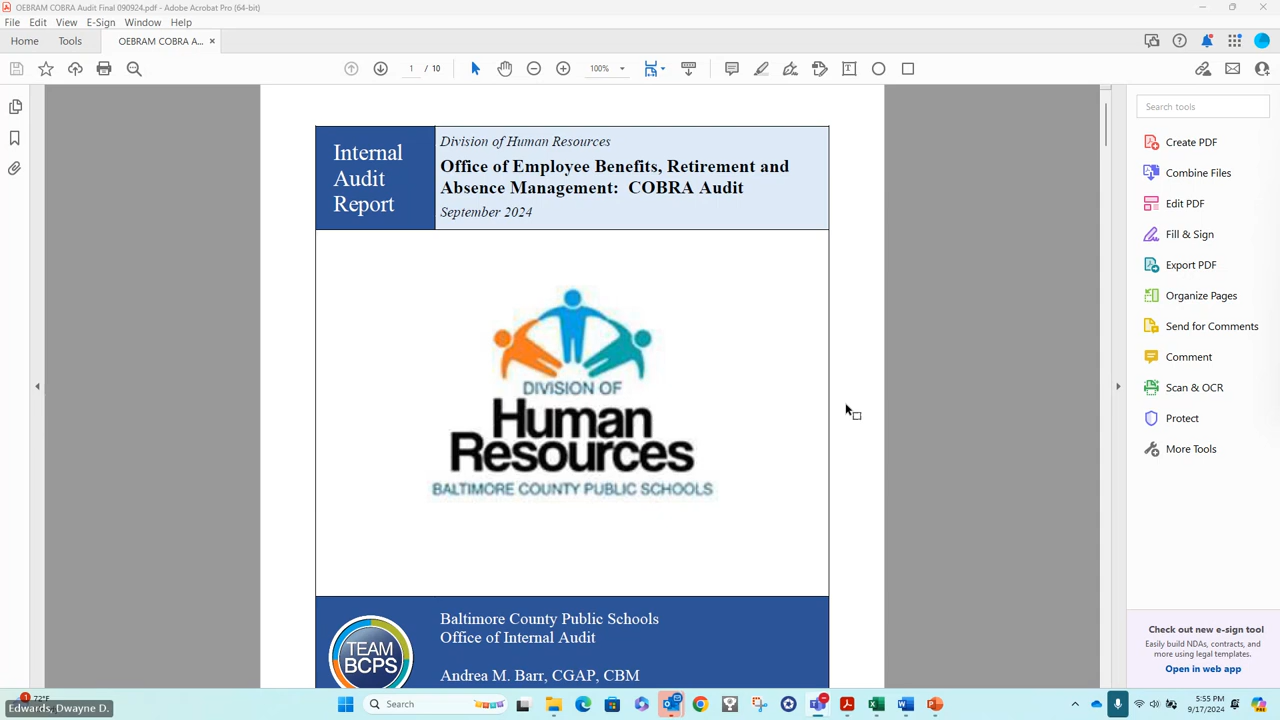 OEBRAM COBRA Audit Final 090924.pdf - Adobe Acrobat Pro (64-bit)
File Edit View E-Sign Window Help
Home Tools OEBRAM COBRA A... ×
1 / 10 100%
Search tools
Create PDF
Combine Files
Edit PDF
Fill & Sign
Export PDF
Organize Pages
Send for Comments
Comment
Scan & OCR
Protect
More Tools
Internal
Audit
Report
Division of Human Resources
Office of Employee Benefits, Retirement and
Absence Management: COBRA Audit
September 2024
DIVISION OF
Human
Resources
BALTIMORE COUNTY PUBLIC SCHOOLS
TEAM
BCPS
Baltimore County Public Schools
Office of Internal Audit
Andrea M. Barr, CGAP, CBM
Check out new e-sign tool
Easily build NDAs, contracts, and
more using legal templates.
Open in web app
1 72°F
Edwards, Dwayne D.
Search
5:55 PM
9/17/2024